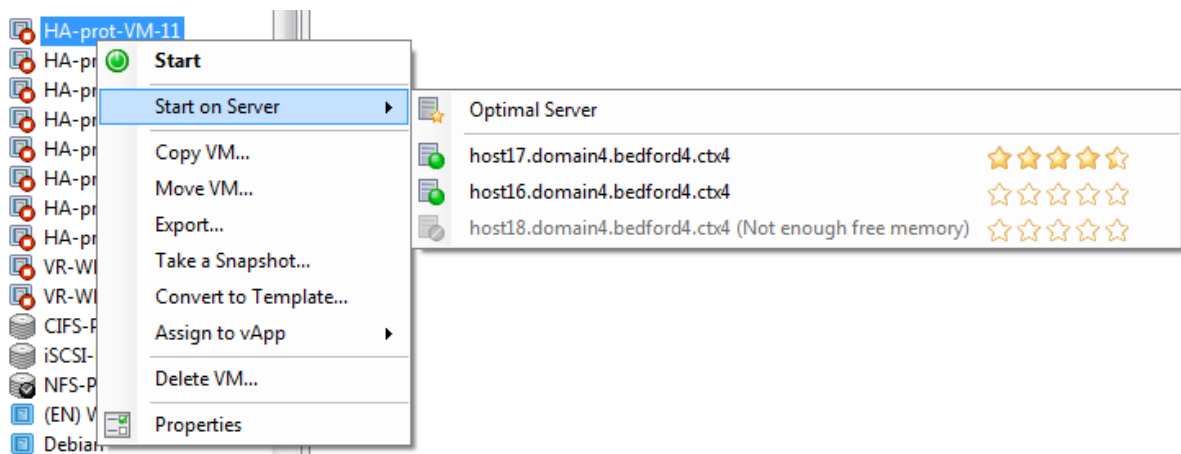 HA-prot-VM-11
HA-pr
HA-pr
HA-pr
HA-pr
HA-pr
HA-pr
HA-pr
VR-WI
VR-WI
CIFS-P
iSCSI-
NFS-P
(EN) V
Debian
Start
Start on Server
Copy VM...
Move VM...
Export...
Take a Snapshot...
Convert to Template...
Assign to vApp
Delete VM...
Properties
Optimal Server
host17.domain4.bedford4.ctx4
host16.domain4.bedford4.ctx4
host18.domain4.bedford4.ctx4 (Not enough free memory)